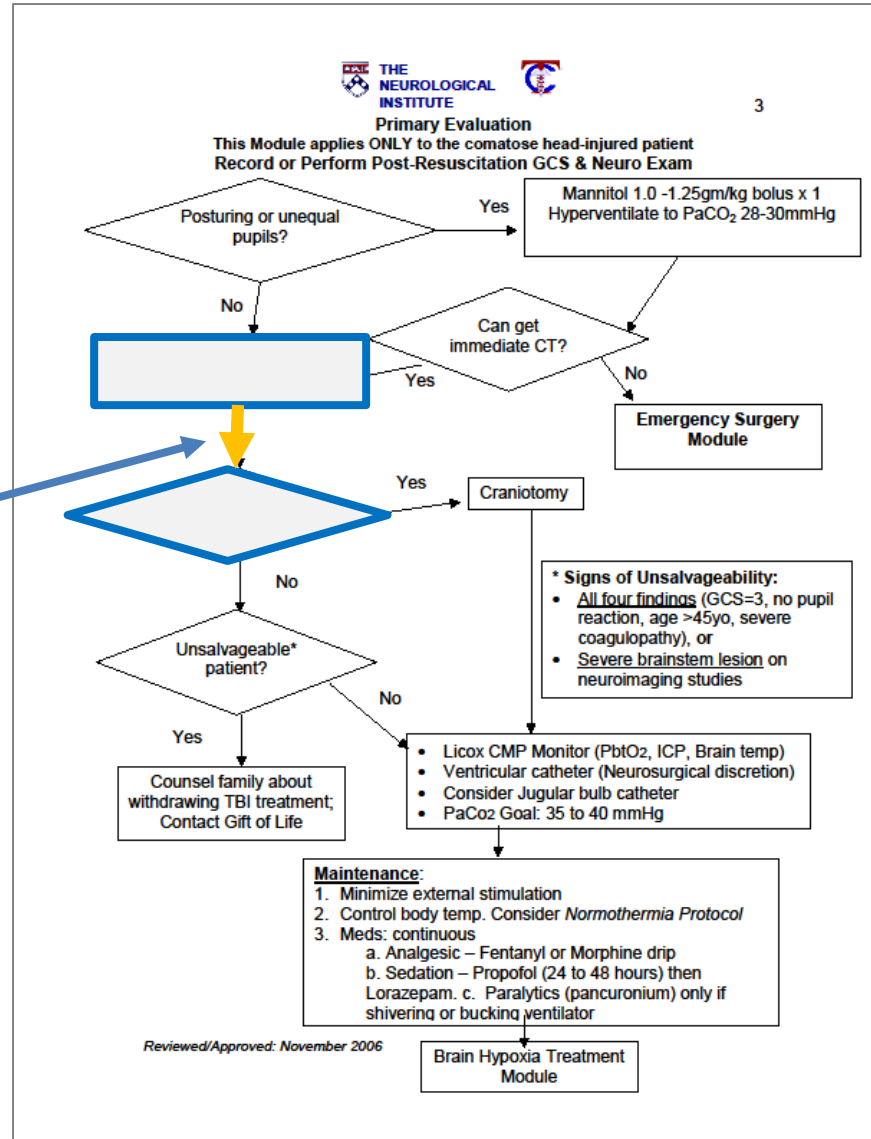 THE
NEUROLOGICAL
INSTITUTE
3
Primary Evaluation
This Module applies ONLY to the comatose head-injured patient
Record or Perform Post-Resuscitation GCS & Neuro Exam
Posturing or unequal
pupils?
Yes
Mannitol 1.0 -1.25gm/kg bolus x 1
Hyperventilate to PaCO₂ 28-30mmHg
No
Can get
immediate CT?
Yes
No
Emergency Surgery
Module
Yes
Craniotomy
No
* Signs of Unsalvageability:
• All four findings (GCS=3, no pupil
reaction, age >45yo, severe
coagulopathy), or
• Severe brainstem lesion on
neuroimaging studies
Unsalvageable*
patient?
No
Yes
• Licox CMP Monitor (PbtO₂, ICP, Brain temp)
• Ventricular catheter (Neurosurgical discretion)
• Consider Jugular bulb catheter
• PaCo₂ Goal: 35 to 40 mmHg
Counsel family about
withdrawing TBI treatment;
Contact Gift of Life
Maintenance:
1. Minimize external stimulation
2. Control body temp. Consider Normothermia Protocol
3. Meds: continuous
a. Analgesic – Fentanyl or Morphine drip
b. Sedation – Propofol (24 to 48 hours) then
Lorazepam. c. Paralytics (pancuronium) only if
shivering or bucking ventilator
Reviewed/Approved: November 2006
Brain Hypoxia Treatment
Module